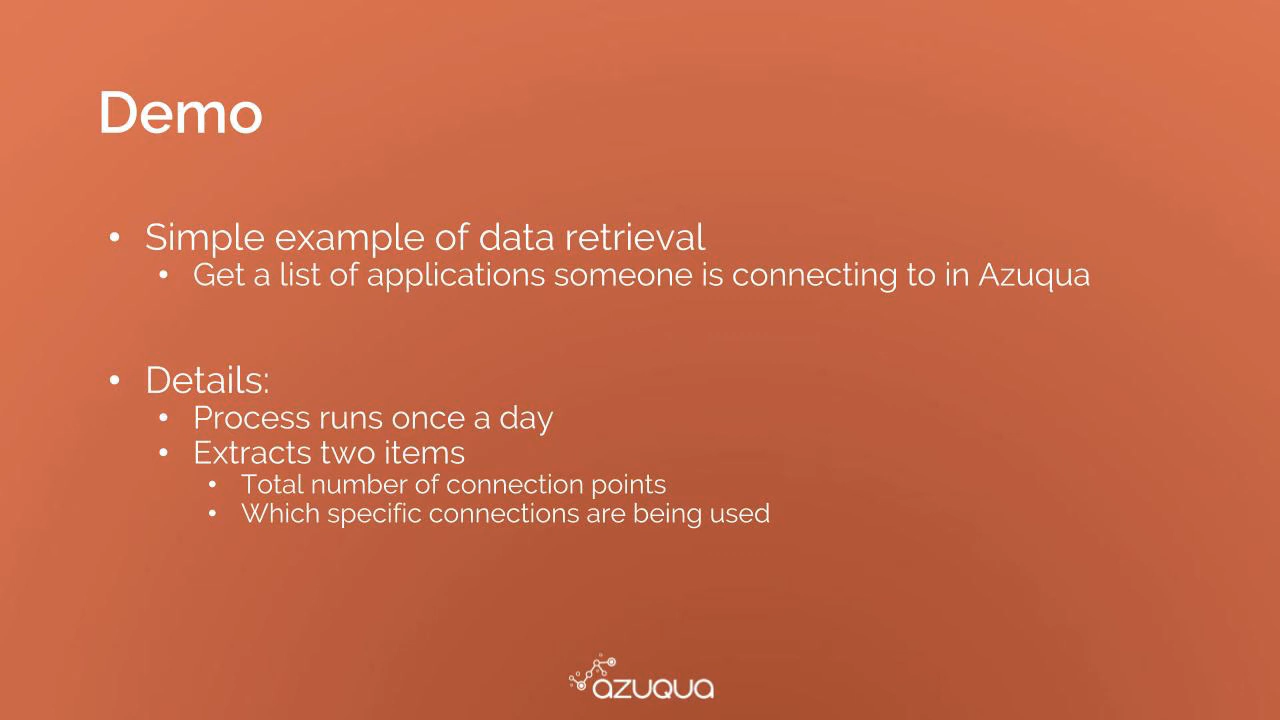 Demo
• Simple example of data retrieval
• Get a list of applications someone is connecting to in Azuqua
• Details:
• Process runs once a day
• Extracts two items
• Total number of connection points
• Which specific connections are being used
azuqua